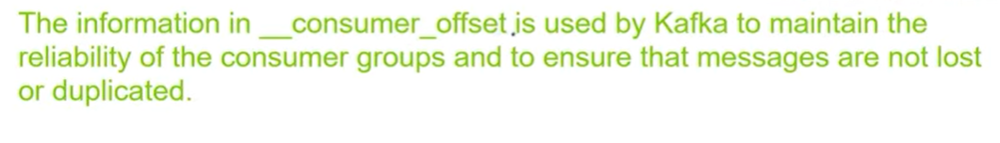 The information in __consumer_offset is used by Kafka to maintain the
reliability of the consumer groups and to ensure that messages are not lost
or duplicated.